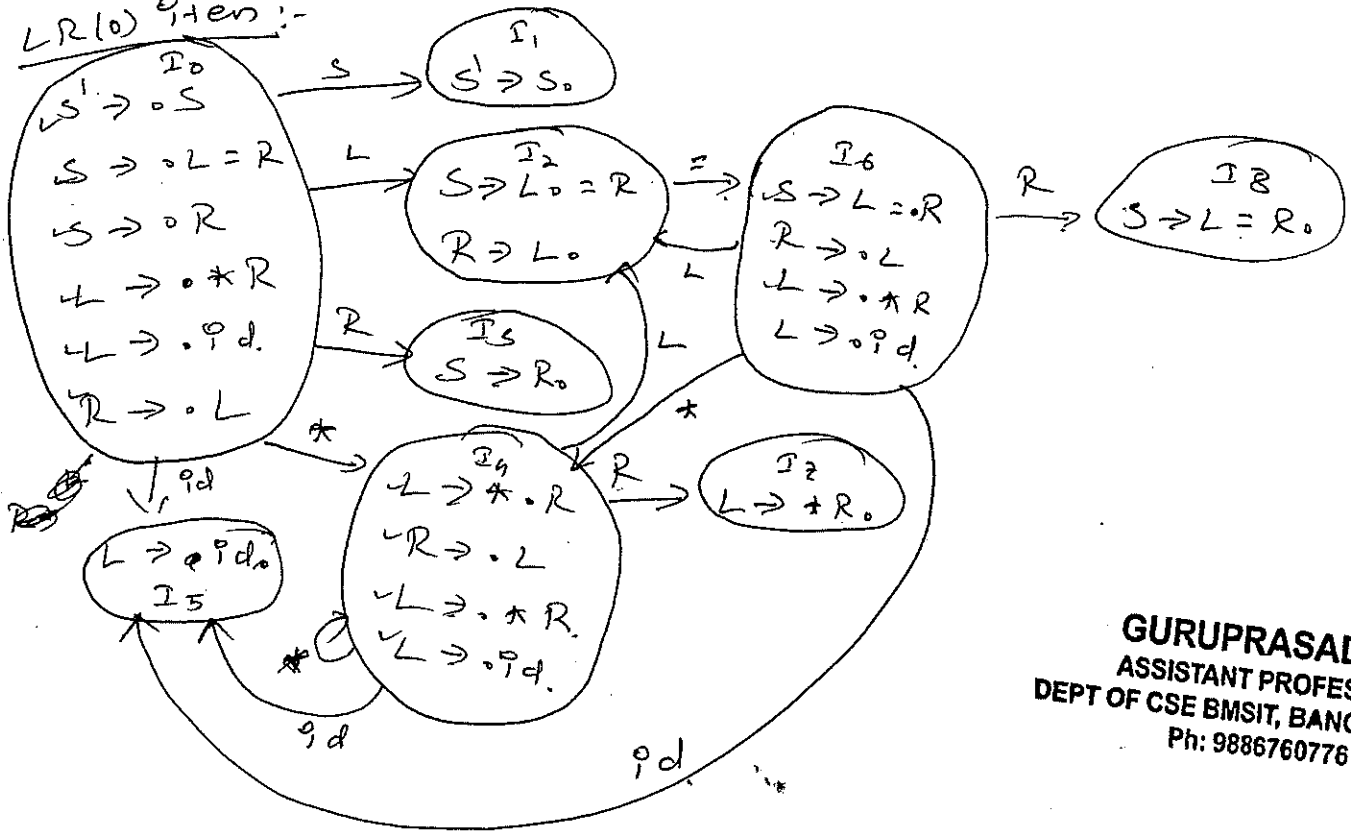 LR(0) items :-
I0
S' → .S
S → .L = R
S → .R
L → .*R
L → .id.
R → .L
S
I1
S' → S.
L
I2
S → L. = R
R → L.
=
I6
S → L = .R
R → .L
L → .*R
L → .id.
R
I8
S → L = R.
L
R
I3
S → R.
L
*
*
id
I4
L → *.R
R → .L
L → .*R.
L → .id.
R
I7
L → *R.
L → .id.
I5
*
id
id
GURUPRASAD
ASSISTANT PROFES
DEPT OF CSE BMSIT, BANG
Ph: 9886760776